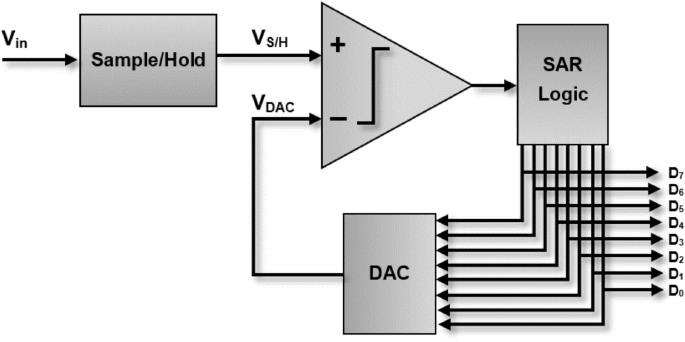 Vin
Sample/Hold
VS/H
+
VDAC
−
SAR
Logic
D7
D6
D5
D4
D3
D2
D1
D0
DAC